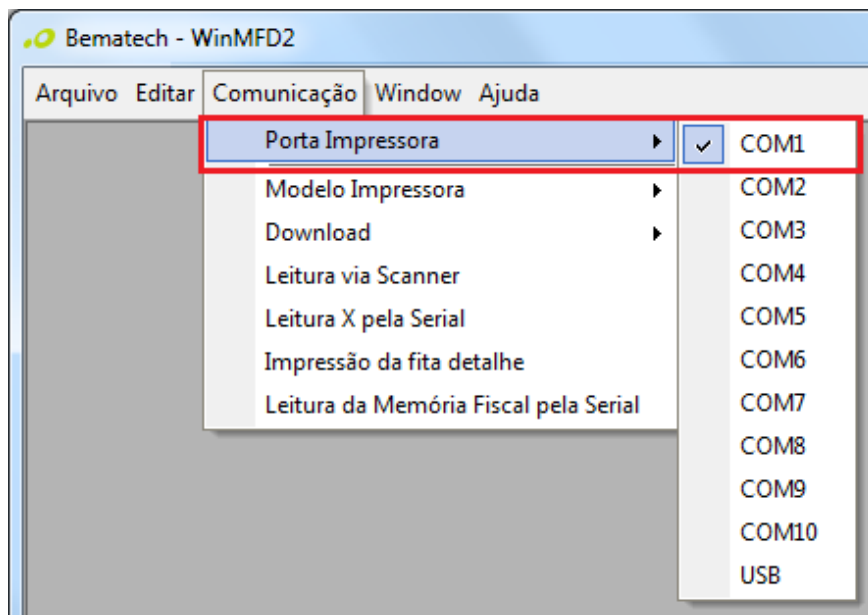 Bematech - WinMFD2
Arquivo Editar Comunicação Window Ajuda
Porta Impressora
Modelo Impressora
Download
Leitura via Scanner
Leitura X pela Serial
Impressão da fita detalhe
Leitura da Memória Fiscal pela Serial
COM1
COM2
COM3
COM4
COM5
COM6
COM7
COM8
COM9
COM10
USB